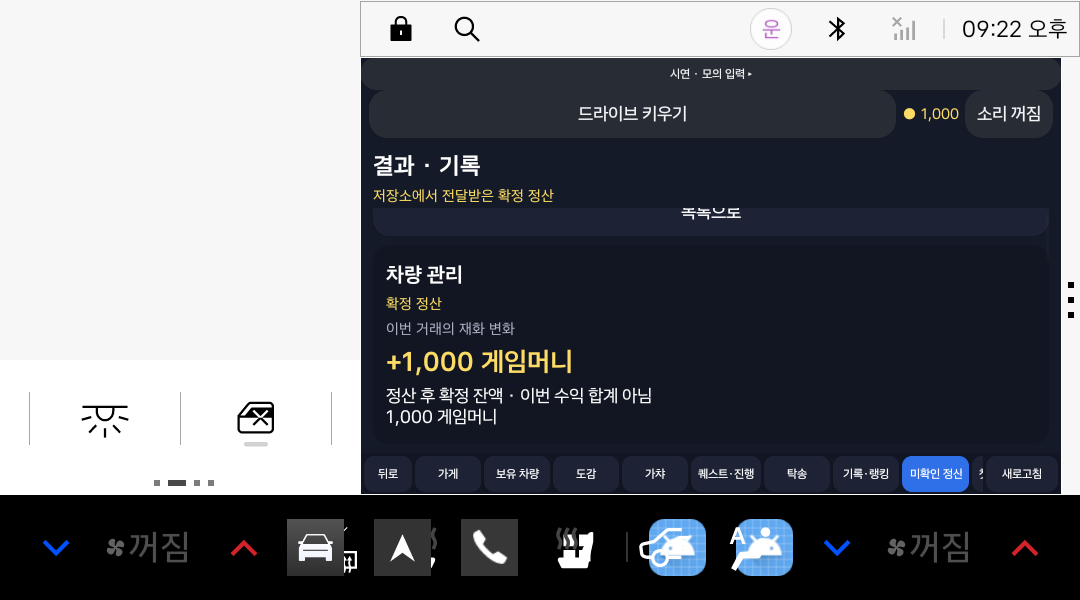 운
09:22 오후
시연 · 모의 입력 ▸
드라이브 키우기
1,000
소리 꺼짐
결과 · 기록
저장소에서 전달받은 확정 정산
목록으로
차량 관리
확정 정산
이번 거래의 재화 변화
+1,000 게임머니
정산 후 확정 잔액 · 이번 수익 합계 아님
1,000 게임머니
뒤로
가게
보유 차량
도감
가챠
퀘스트·진행
탁송
기록·랭킹
미확인 정산
새로고침
꺼짐
A
꺼짐